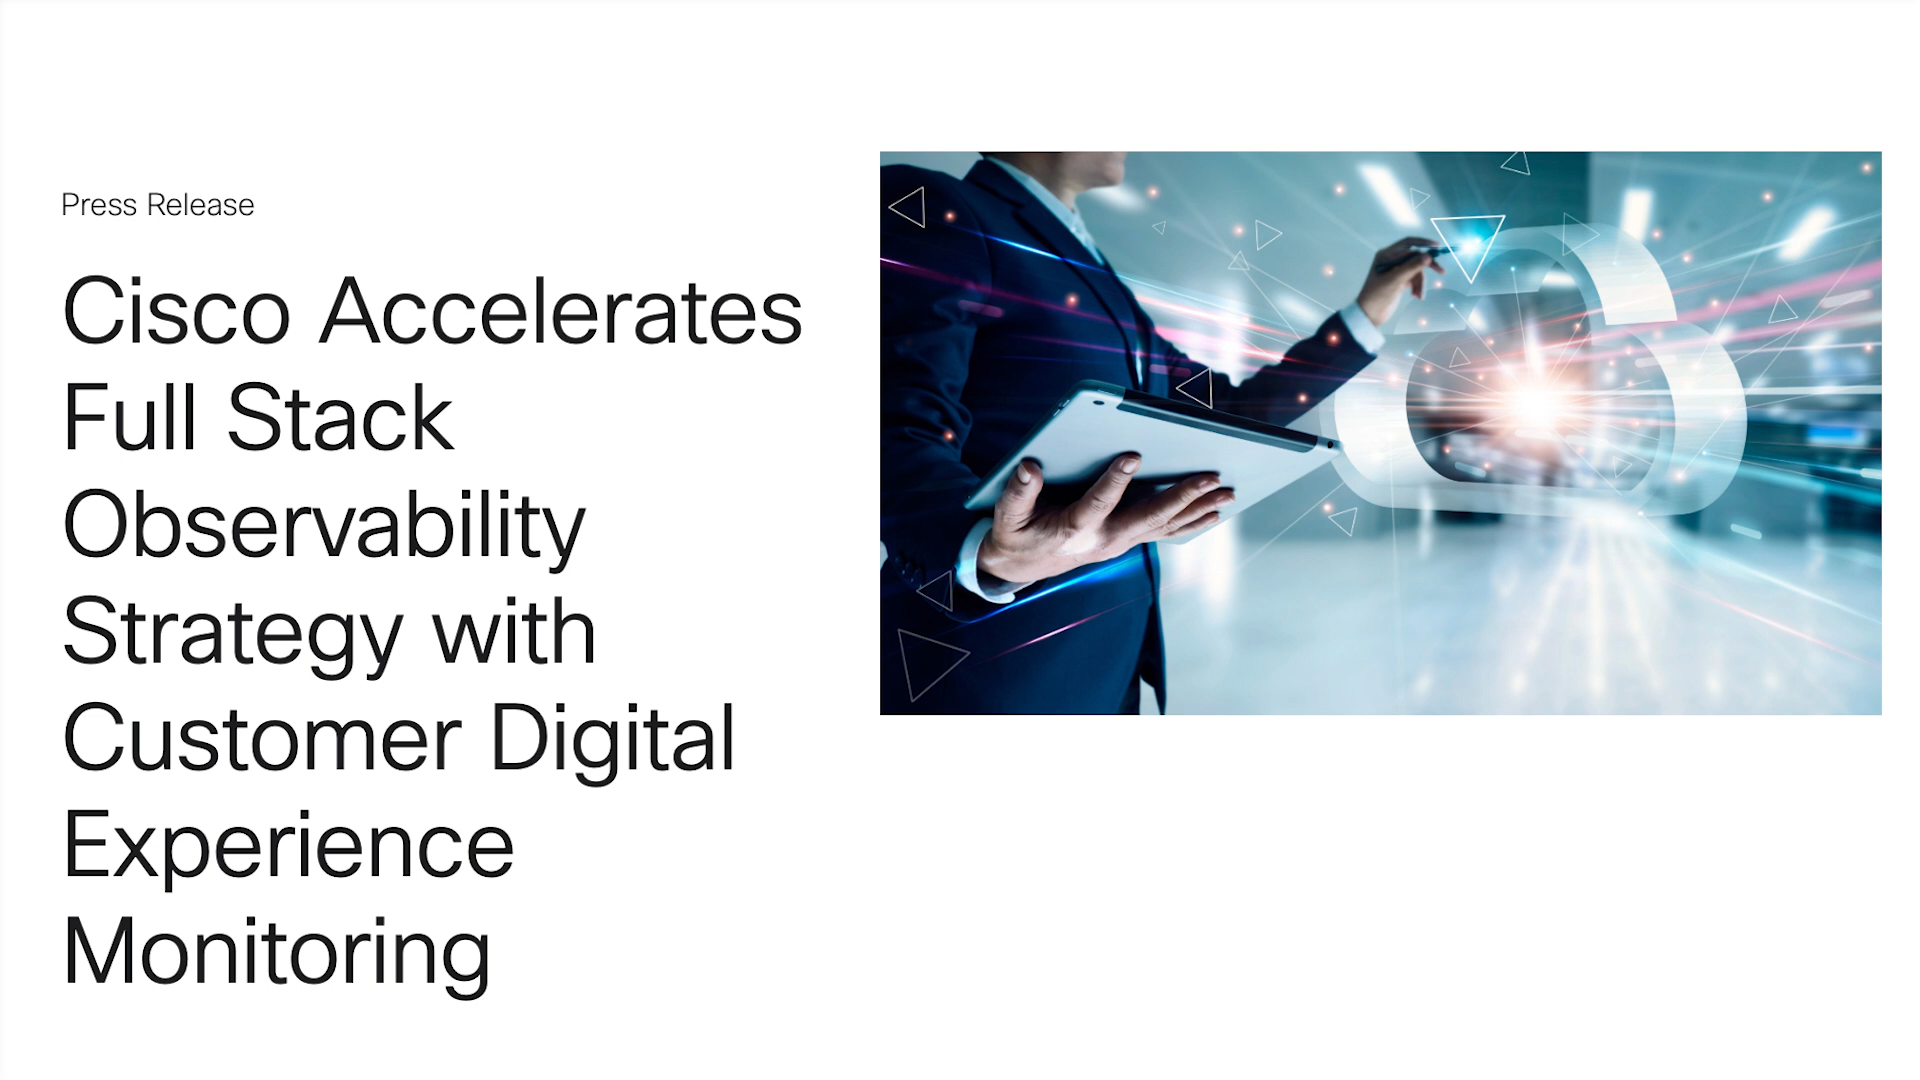 Press Release
Cisco Accelerates
Full Stack
Observability
Strategy with
Customer Digital
Experience
Monitoring